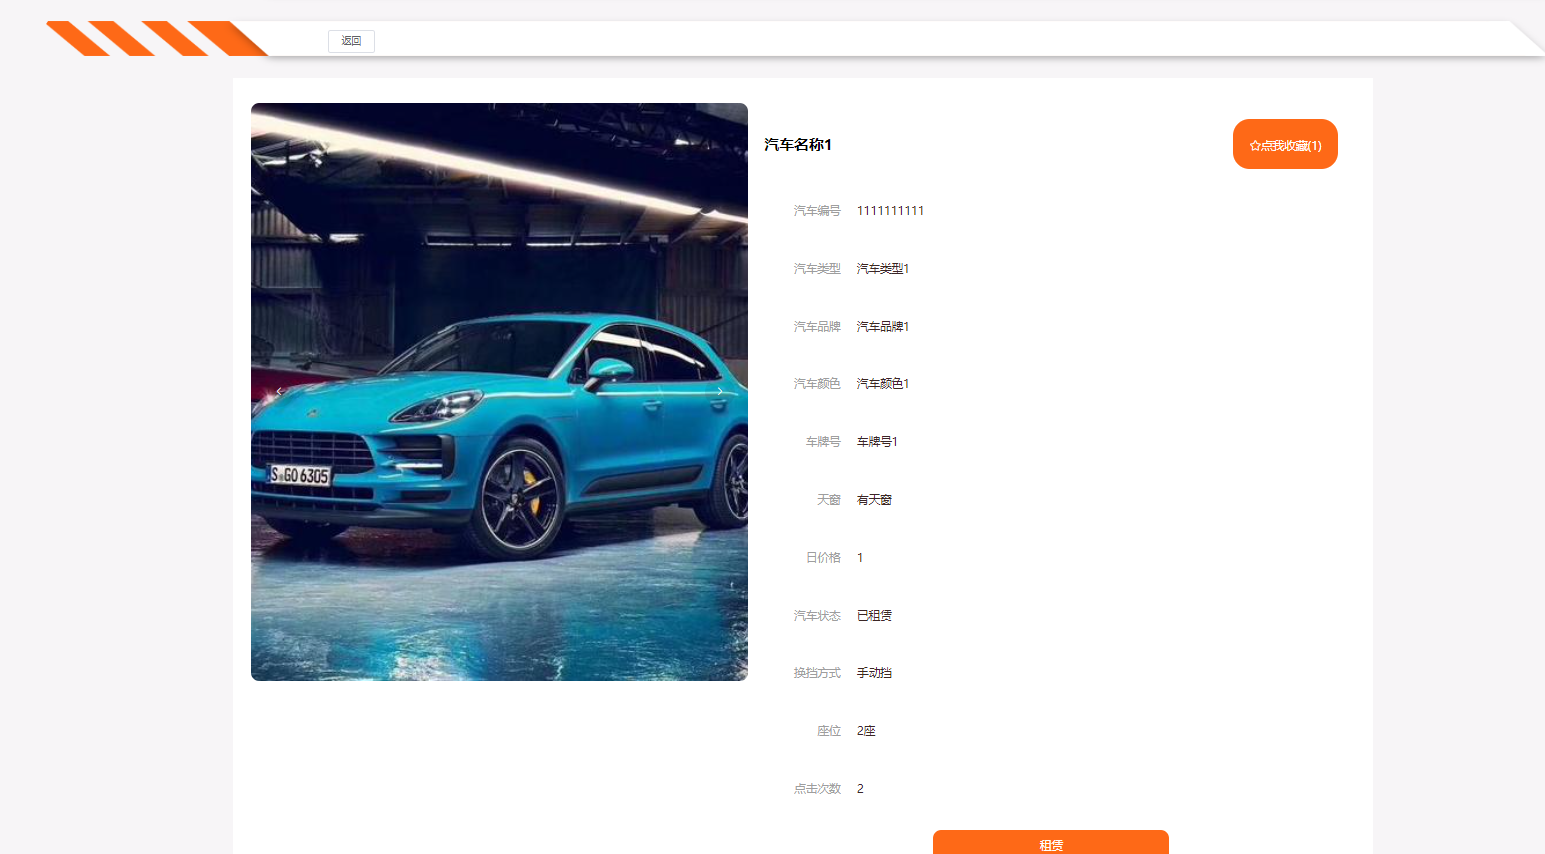 返回
汽车名称1
☆点我收藏(1)
汽车编号 1111111111
汽车类型 汽车类型1
汽车品牌 汽车品牌1
汽车颜色 汽车颜色1
车牌号 车牌号1
天窗 有天窗
日价格 1
汽车状态 已租赁
换挡方式 手动挡
座位 2座
点击次数 2
S GO 6305
租赁